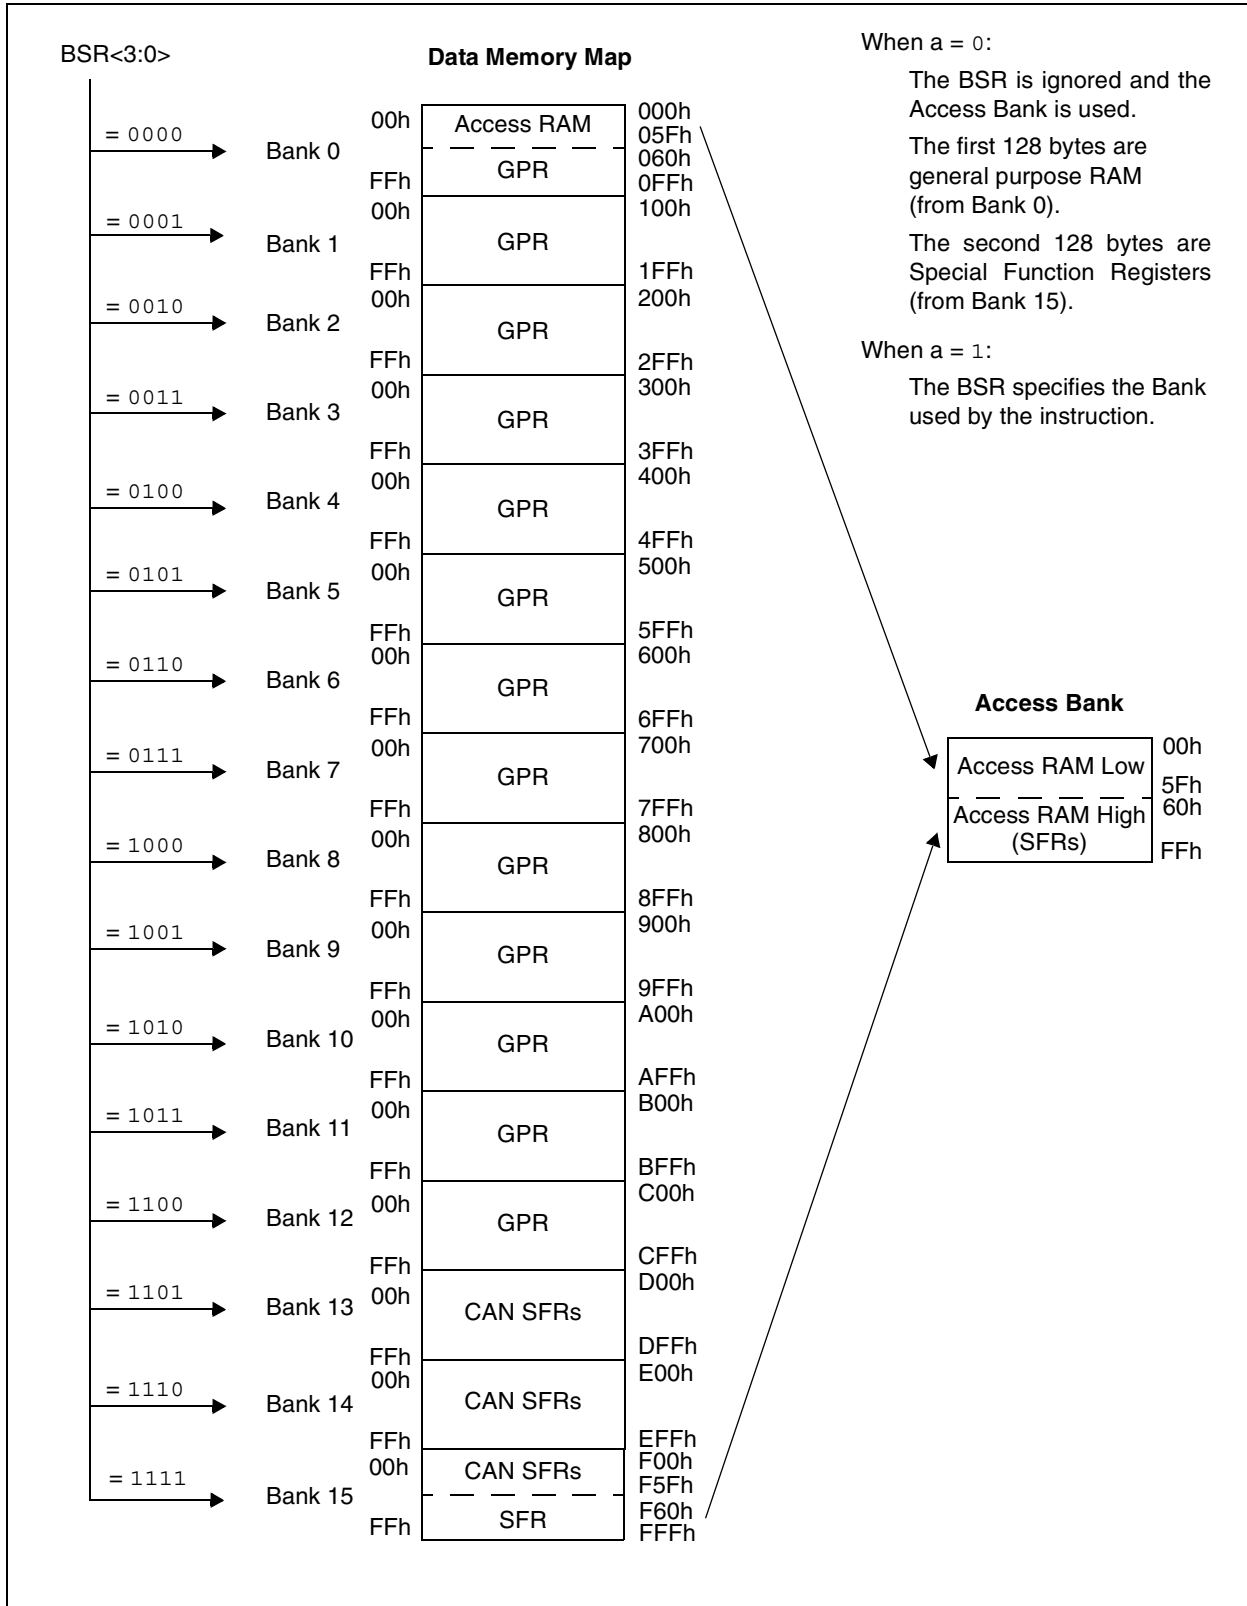 BSR<3:0>
Data Memory Map
When a = 0:
The BSR is ignored and the
Access Bank is used.
The first 128 bytes are
general purpose RAM
(from Bank 0).
The second 128 bytes are
Special Function Registers
(from Bank 15).
When a = 1:
The BSR specifies the Bank
used by the instruction.
= 0000
Bank 0
00h
FFh
Access RAM
GPR
000h
05Fh
060h
0FFh
= 0001
Bank 1
00h
FFh
GPR
100h
1FFh
= 0010
Bank 2
00h
FFh
GPR
200h
2FFh
= 0011
Bank 3
00h
FFh
GPR
300h
3FFh
= 0100
Bank 4
00h
FFh
GPR
400h
4FFh
= 0101
Bank 5
00h
FFh
GPR
500h
5FFh
= 0110
Bank 6
00h
FFh
GPR
600h
6FFh
= 0111
Bank 7
00h
FFh
GPR
700h
7FFh
= 1000
Bank 8
00h
FFh
GPR
800h
8FFh
= 1001
Bank 9
00h
FFh
GPR
900h
9FFh
= 1010
Bank 10
00h
FFh
GPR
A00h
AFFh
= 1011
Bank 11
00h
FFh
GPR
B00h
BFFh
= 1100
Bank 12
00h
FFh
GPR
C00h
CFFh
= 1101
Bank 13
00h
FFh
CAN SFRs
D00h
DFFh
= 1110
Bank 14
00h
FFh
CAN SFRs
E00h
EFFh
= 1111
Bank 15
00h
FFh
CAN SFRs
SFR
F00h
F5Fh
F60h
FFFh
Access Bank
Access RAM Low
00h
5Fh
Access RAM High
(SFRs)
60h
FFh